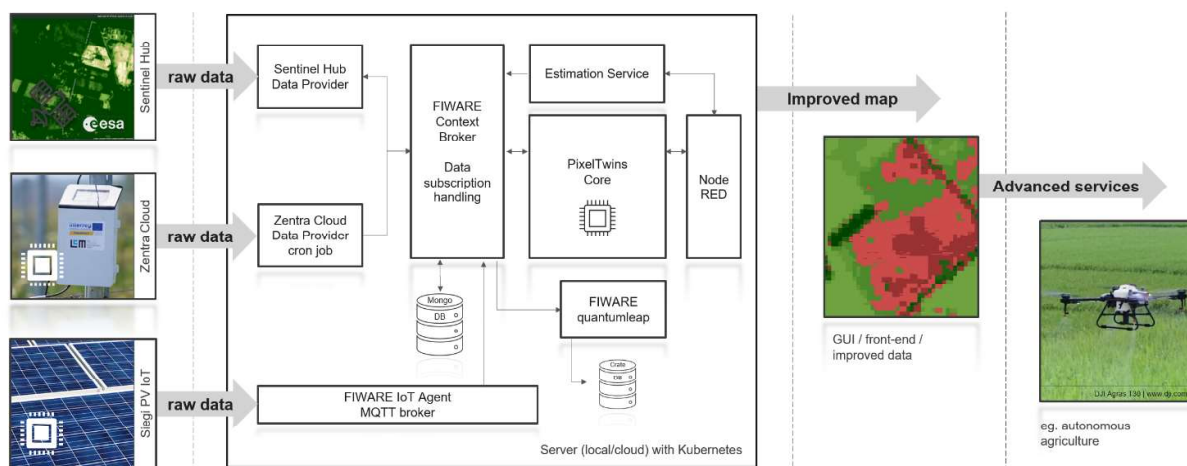 Sentinel Hub
esa
raw data
Sentinel Hub
Data Provider
Estimation Service
FIWARE
Context
Broker
Data
subscription
handling
PixelTwins
Core
Node
RED
Improved map
Advanced services
Zentra Cloud
raw data
Zentra Cloud
Data Provider
cron job
Mongo
DB
FIWARE
quantumleap
Crate
DB
GUI / front-end /
improved data
Siegi PV IoT
raw data
FIWARE IoT Agent
MQTT broker
Server (local/cloud) with Kubernetes
DJI Agras T30 | www.dji.com
eg. autonomous
agriculture